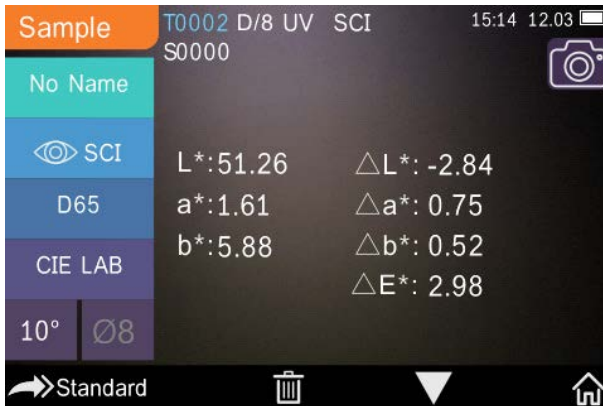 Sample
T0002 D/8 UV SCI
15:14 12.03
S0000
No Name
SCI
D65
CIE LAB
10° Ø8
L*:51.26
a*:1.61
b*:5.88
△L*: -2.84
△a*: 0.75
△b*: 0.52
△E*: 2.98
Standard